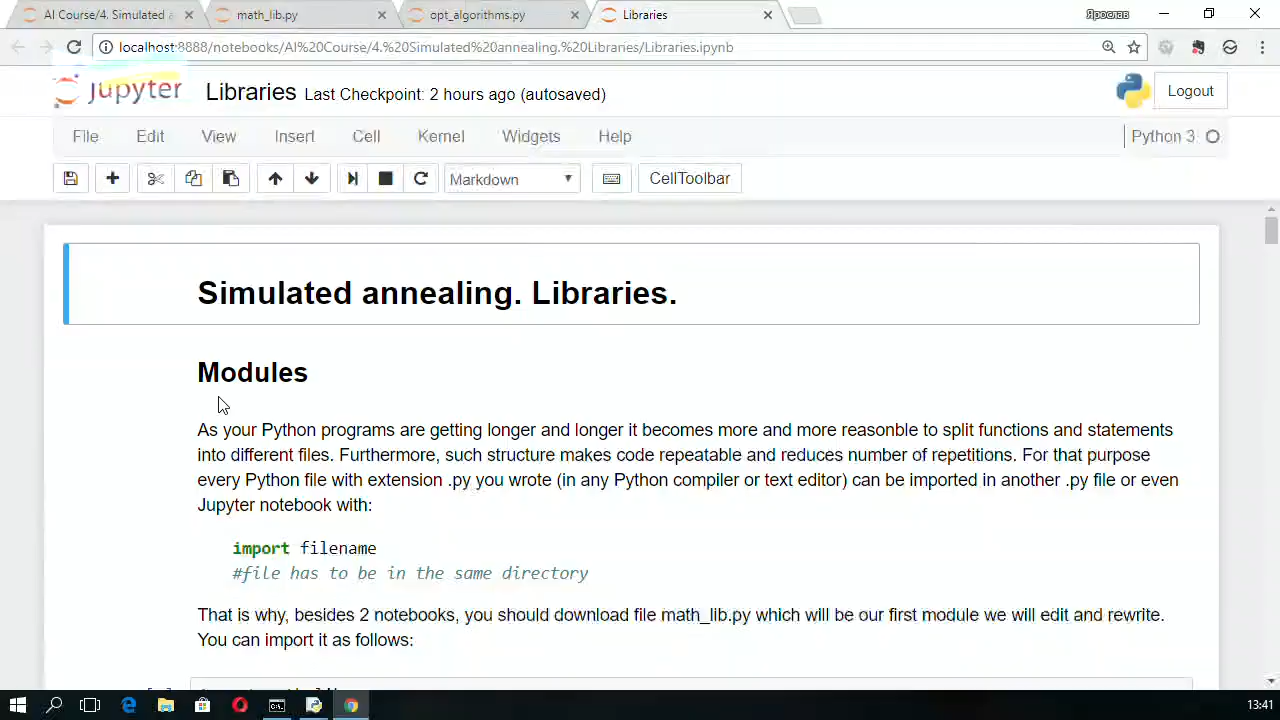 AI Course/4. Simulated
math_lib.py
opt_algorithms.py
Libraries
Ярослав
localhost:8888/notebooks/AI%20Course/4.%20Simulated%20annealing.%20Libraries/Libraries.ipynb
Jupyter
Libraries Last Checkpoint: 2 hours ago (autosaved)
Logout
File Edit View Insert Cell Kernel Widgets Help
Python 3
Markdown
CellToolbar
Simulated annealing. Libraries.
Modules
As your Python programs are getting longer and longer it becomes more and more reasonble to split functions and statements
into different files. Furthermore, such structure makes code repeatable and reduces number of repetitions. For that purpose
every Python file with extension .py you wrote (in any Python compiler or text editor) can be imported in another .py file or even
Jupyter notebook with:
import filename
#file has to be in the same directory
That is why, besides 2 notebooks, you should download file math_lib.py which will be our first module we will edit and rewrite.
You can import it as follows:
13:41